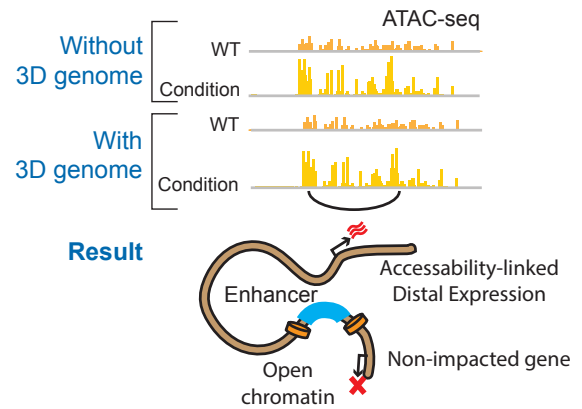 ATAC-seq
Without
3D genome
WT
Condition
With
3D genome
WT
Condition
Result
Enhancer
Accessability-linked
Distal Expression
Open
chromatin
Non-impacted gene